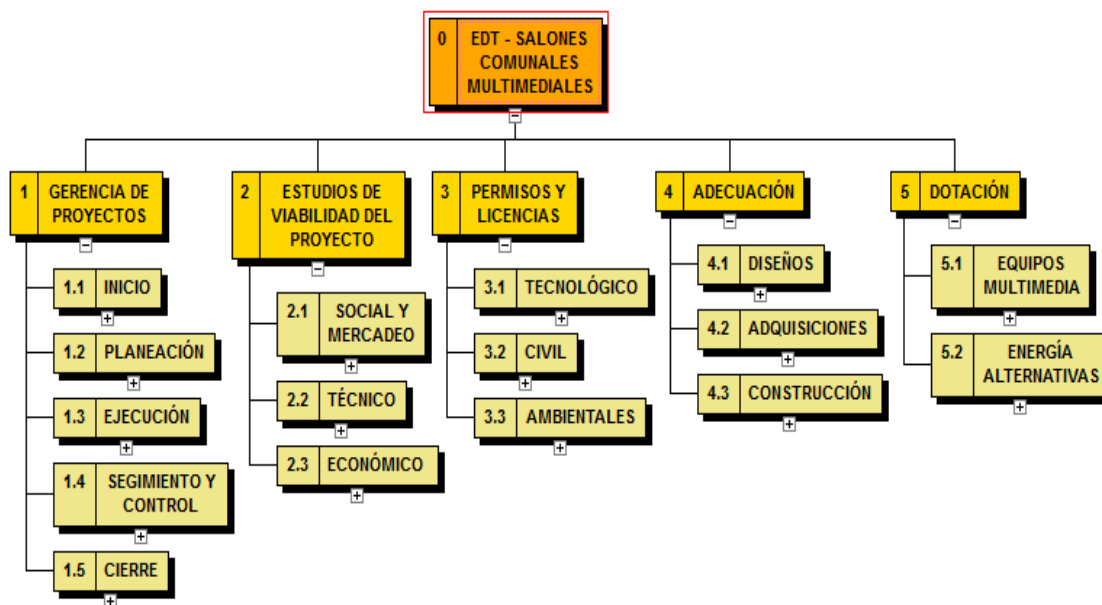 0 EDT - SALONES
COMUNALES
MULTIMEDIALES
1 GERENCIA DE
PROYECTOS
1.1 INICIO
1.2 PLANEACIÓN
1.3 EJECUCIÓN
1.4 SEGIMIENTO Y
CONTROL
1.5 CIERRE
2 ESTUDIOS DE
VIABILIDAD DEL
PROYECTO
2.1 SOCIAL Y
MERCADEO
2.2 TÉCNICO
2.3 ECONÓMICO
3 PERMISOS Y
LICENCIAS
3.1 TECNOLÓGICO
3.2 CIVIL
3.3 AMBIENTALES
4 ADECUACIÓN
4.1 DISEÑOS
4.2 ADQUISICIONES
4.3 CONSTRUCCIÓN
5 DOTACIÓN
5.1 EQUIPOS
MULTIMEDIA
5.2 ENERGÍA
ALTERNATIVAS